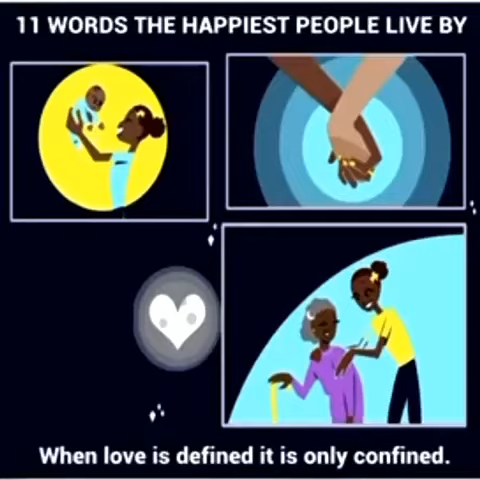 11 WORDS THE HAPPIEST PEOPLE LIVE BY
When love is defined it is only confined.